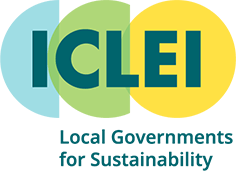 ICLEI
Local Governments
for Sustainability